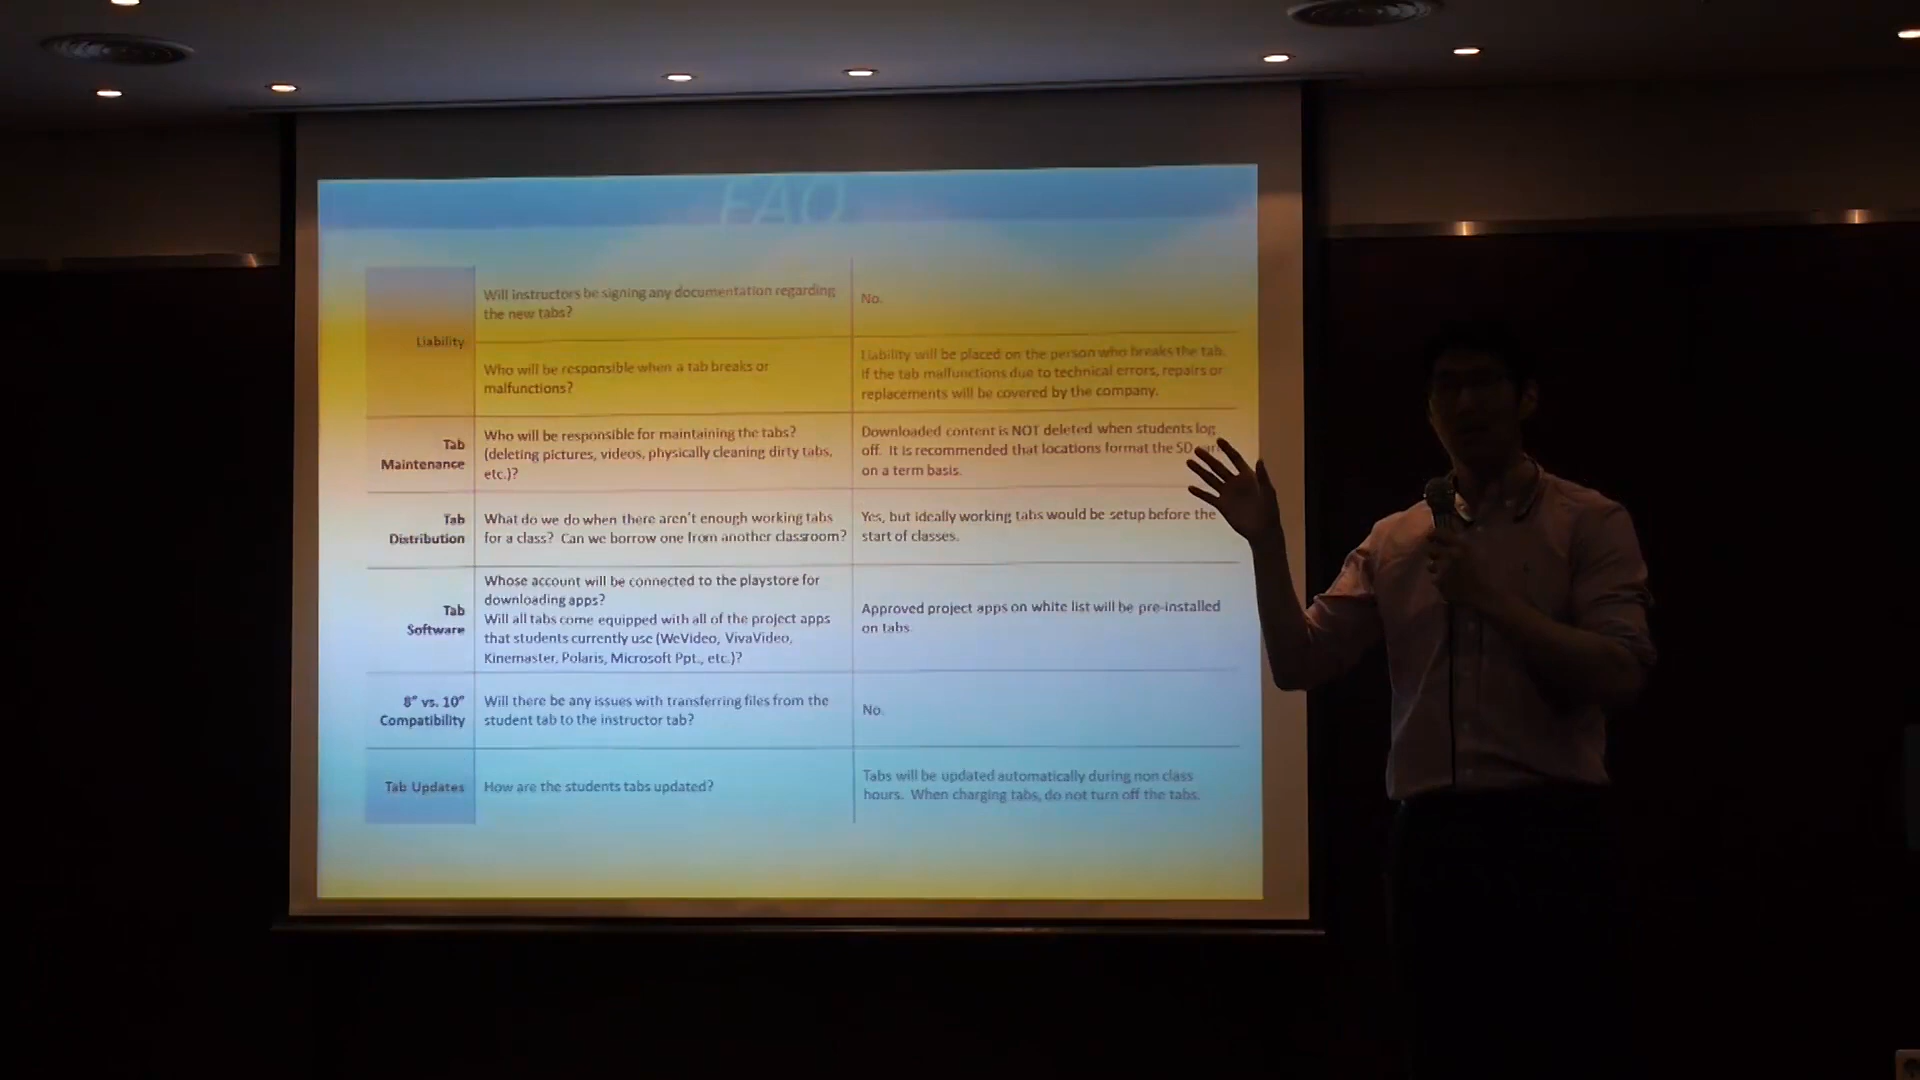 FAQ
Liability
Will instructors be signing any documentation regarding
the new tabs?
No.
Who will be responsible when a tab breaks or
malfunctions?
Liability will be placed on the person who breaks the tab.
If the tab malfunctions due to technical errors, repairs or
replacements will be covered by the company.
Tab
Maintenance
Who will be responsible for maintaining the tabs?
(deleting pictures, videos, physically cleaning dirty tabs,
etc.)?
Downloaded content is NOT deleted when students log
off. It is recommended that locations format the SD
on a term basis.
Tab
Distribution
What do we do when there aren't enough working tabs
for a class? Can we borrow one from another classroom?
Yes, but ideally working tabs would be setup before the
start of classes.
Tab
Software
Whose account will be connected to the playstore for
downloading apps?
Will all tabs come equipped with all of the project apps
that students currently use (WeVideo, VivaVideo,
Kinemaster, Polaris, Microsoft Ppt., etc.)?
Approved project apps on white list will be pre-installed
on tabs.
8" vs. 10"
Compatibility
Will there be any issues with transferring files from the
student tab to the instructor tab?
No.
Tab Updates
How are the students tabs updated?
Tabs will be updated automatically during non class
hours. When charging tabs, do not turn off the tabs.